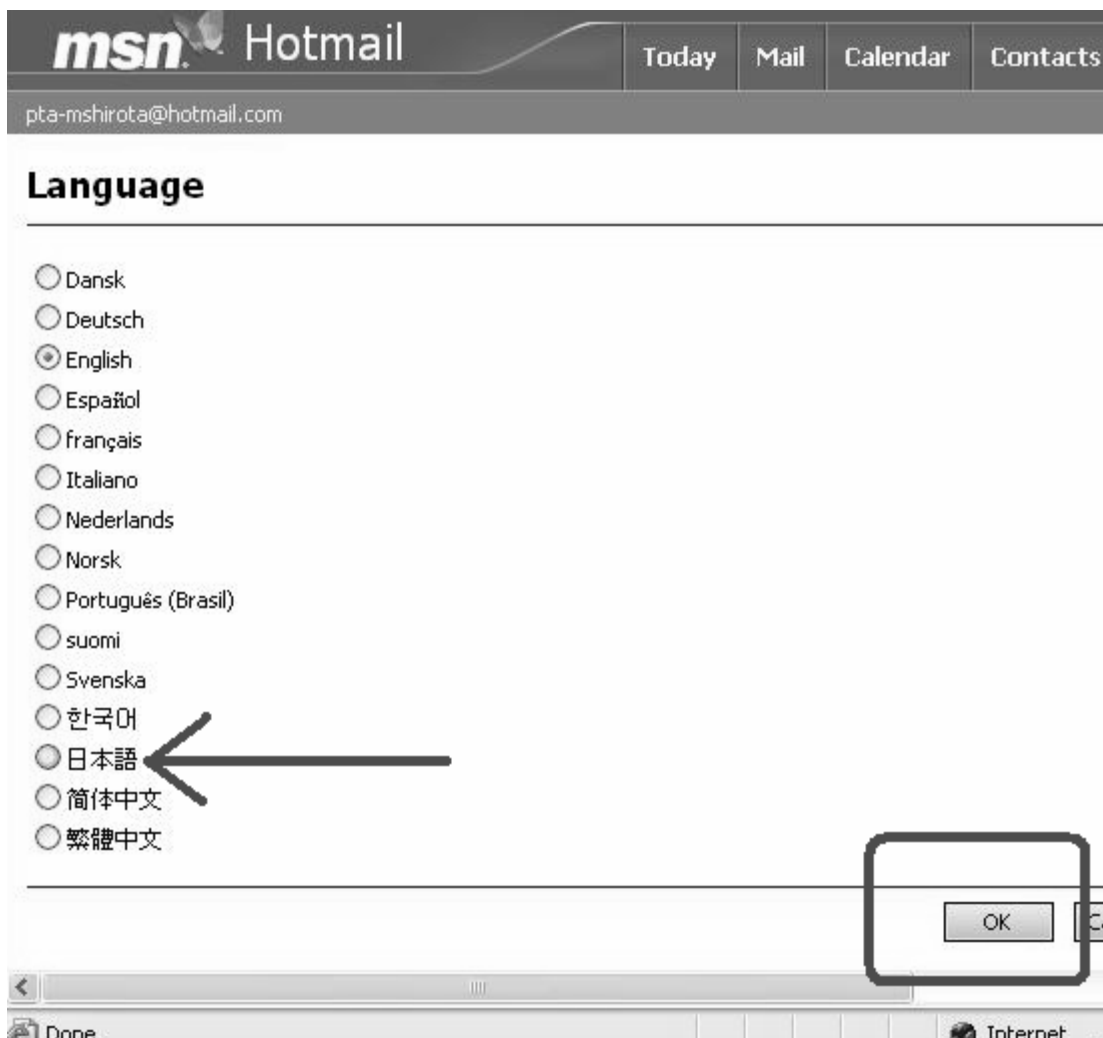 msn Hotmail Today Mail Calendar Contacts
pta-mshirota@hotmail.com
Language
Dansk
Deutsch
English
Español
français
Italiano
Nederlands
Norsk
Português (Brasil)
suomi
Svenska
한국어
日本語
简体中文
繁體中文
OK Ca
Done Internet